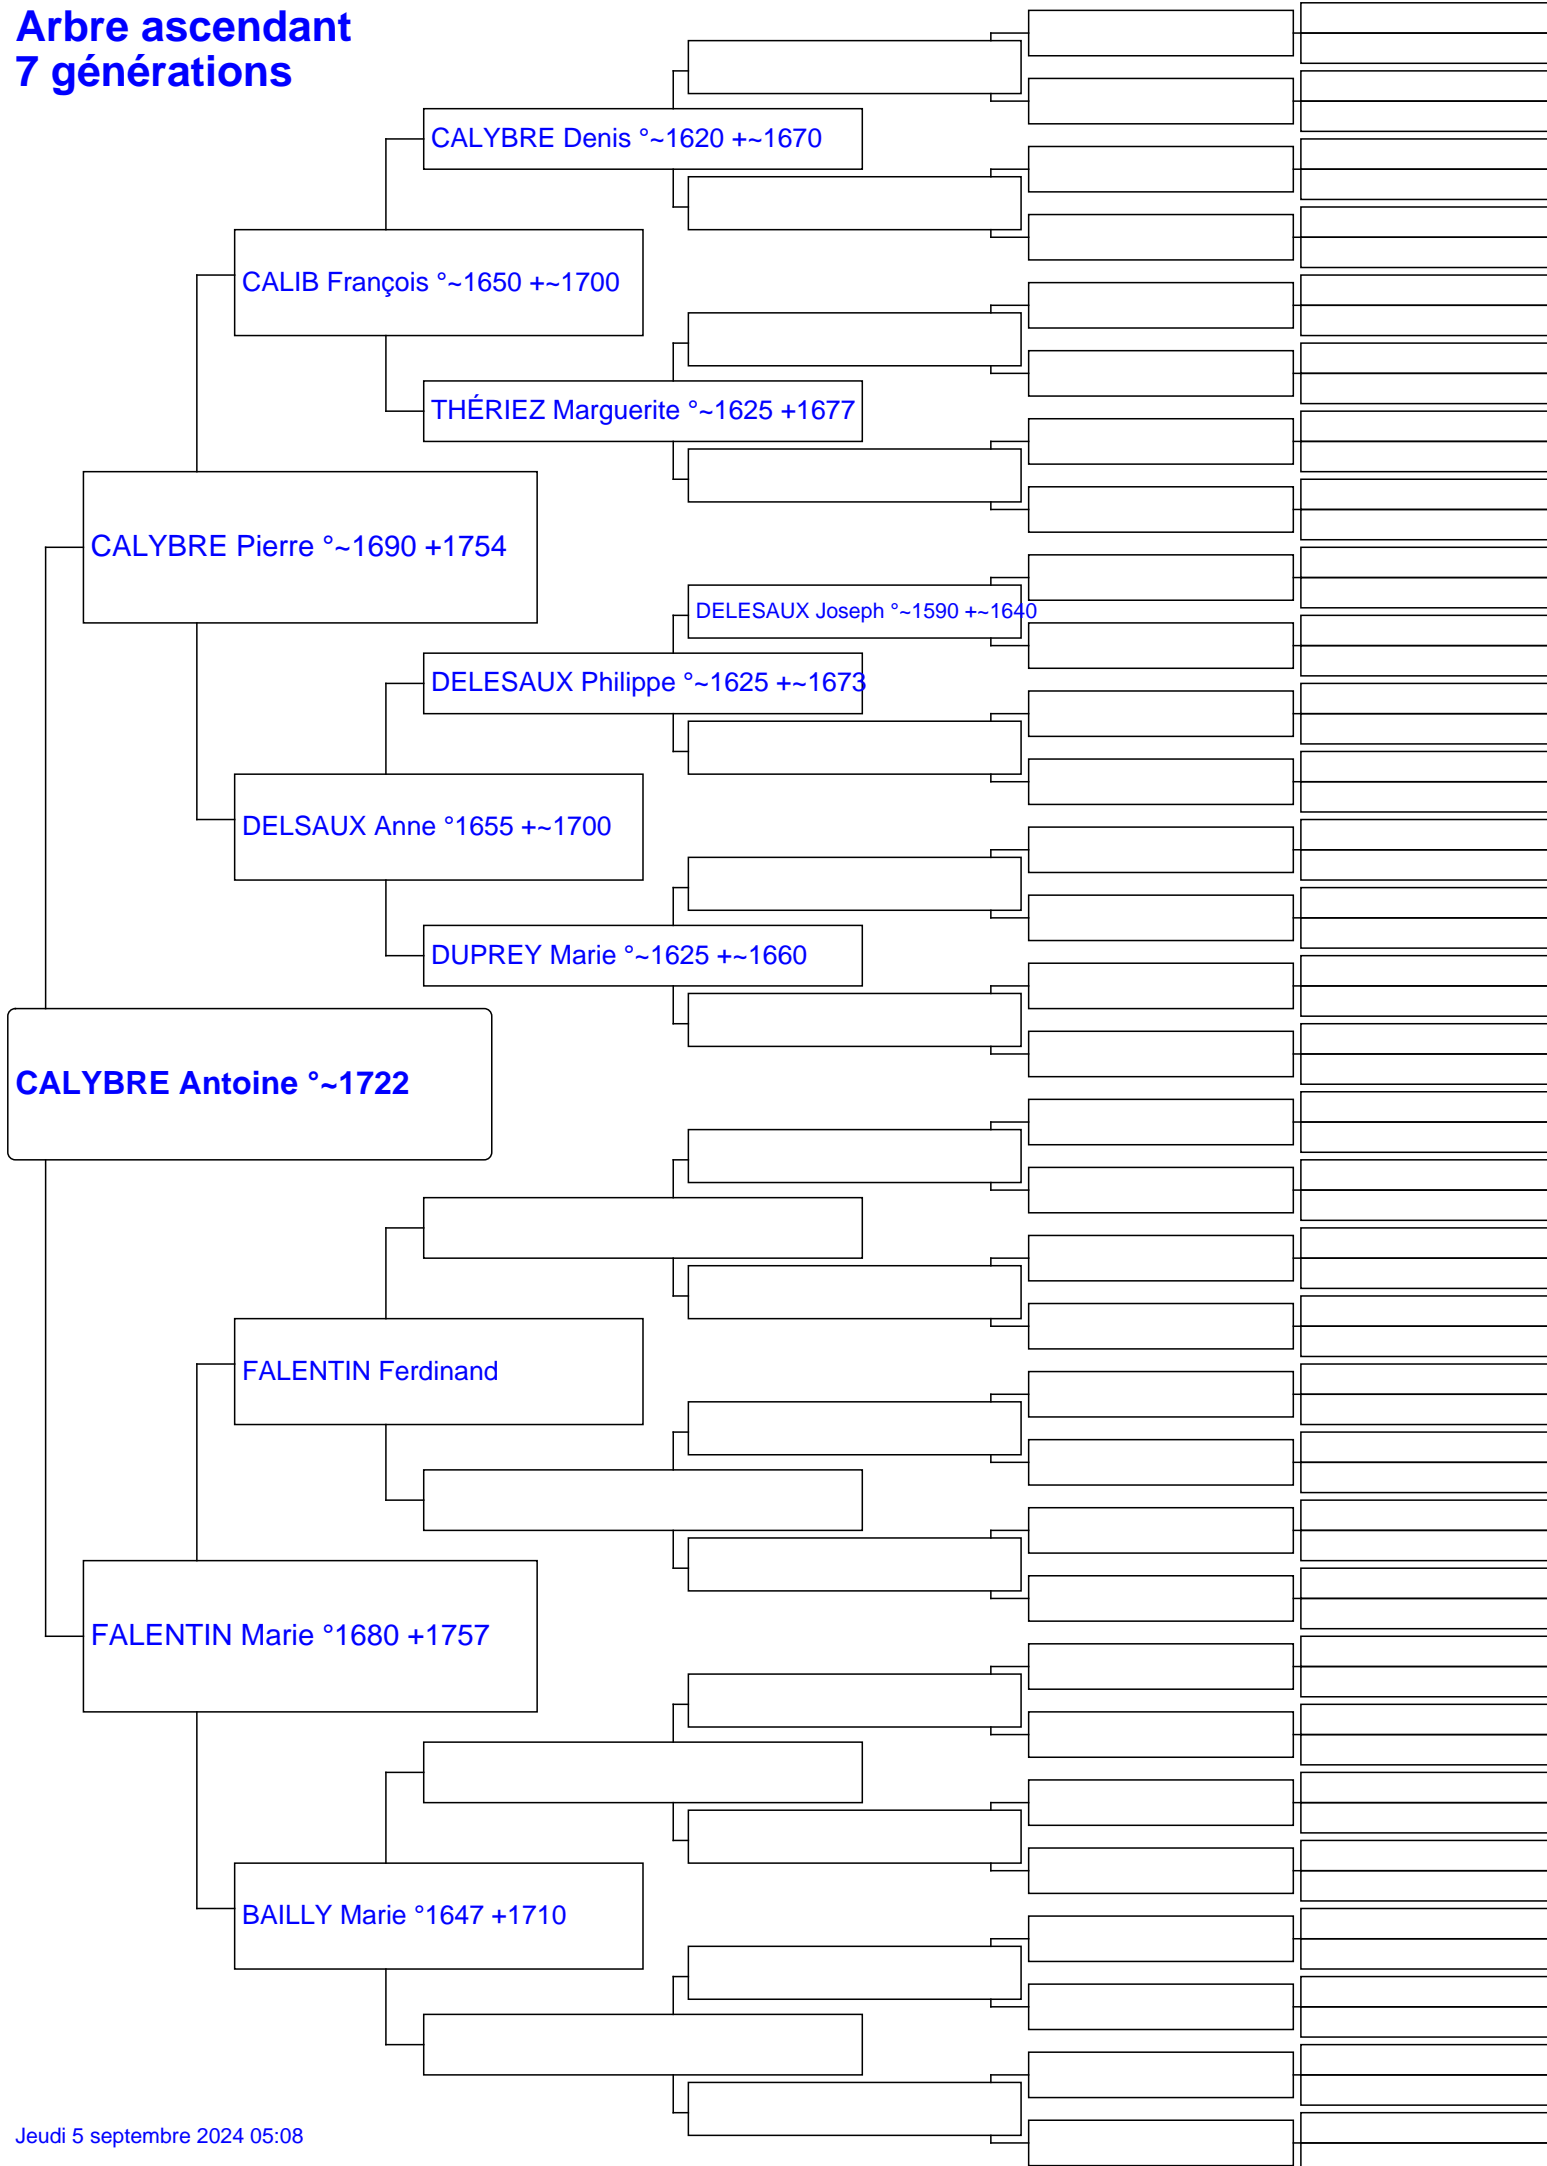 Arbre ascendant
7 générations
CALYBRE Denis °~1620 +~1670
CALIB François °~1650 +~1700
THÉRIEZ Marguerite °~1625 +1677
CALYBRE Pierre °~1690 +1754
DELESAUX Joseph °~1590 +~1640
DELESAUX Philippe °~1625 +~1673
DELSAUX Anne °1655 +~1700
DUPREY Marie °~1625 +~1660
CALYBRE Antoine °~1722
FALENTIN Ferdinand
FALENTIN Marie °1680 +1757
BAILLY Marie °1647 +1710
Jeudi 5 septembre 2024 05:08